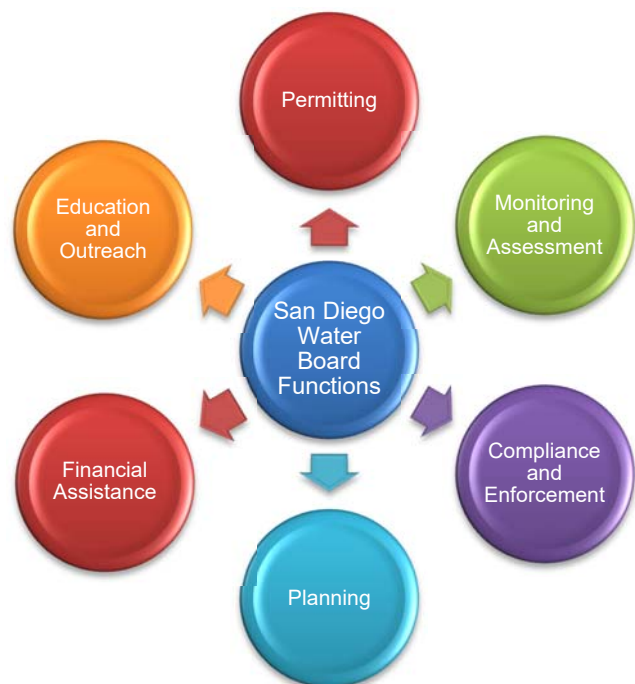 Permitting
Education
and
Outreach
Monitoring
and
Assessment
San Diego
Water
Board
Functions
Financial
Assistance
Compliance
and
Enforcement
Planning